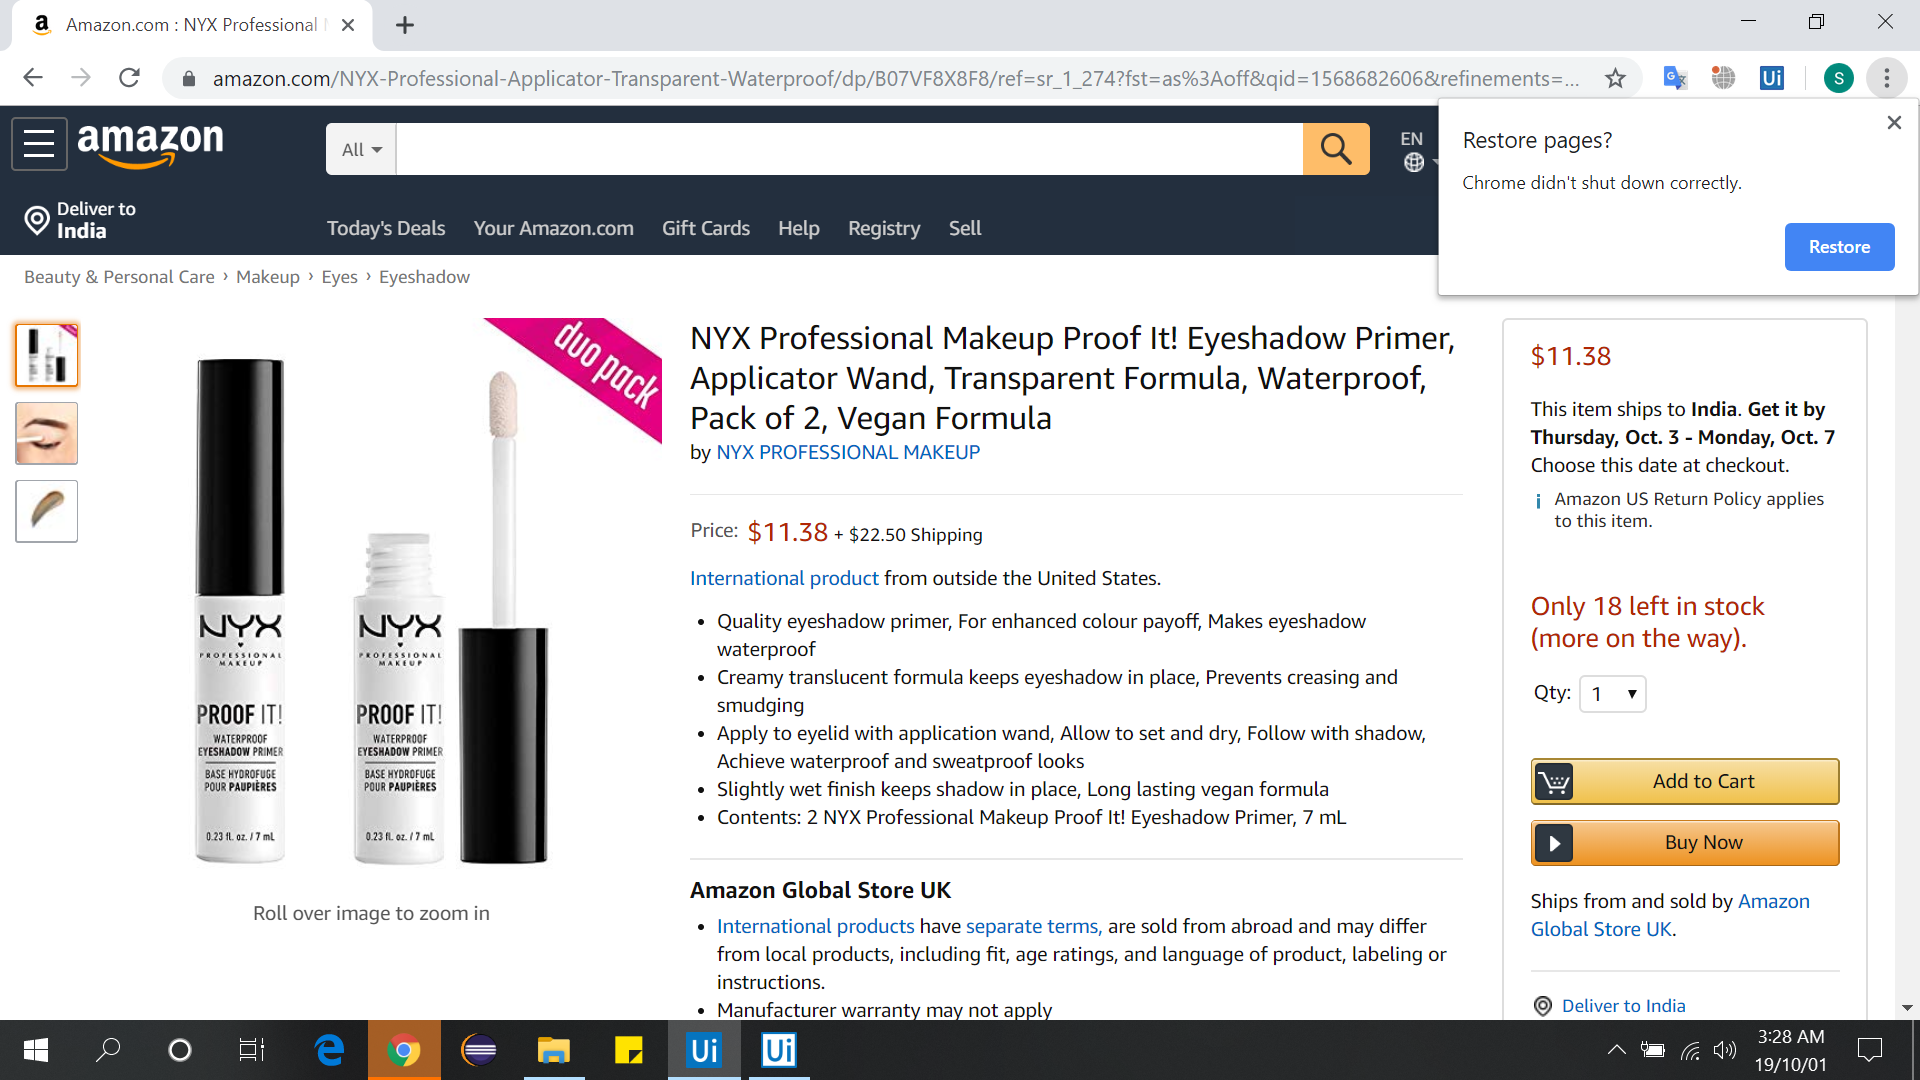 Amazon.com : NYX Professional
amazon.com/NYX-Professional-Applicator-Transparent-Waterproof/dp/B07VF8X8F8/ref=sr_1_274?fst=as%3Aoff&qid=1568682606&refinements=...
Ui
S
Restore pages?
Chrome didn't shut down correctly.
Restore
amazon
All
EN
Deliver to
India
Today's Deals
Your Amazon.com
Gift Cards
Help
Registry
Sell
Beauty & Personal Care › Makeup › Eyes › Eyeshadow
duo pack
NYX
PROFESSIONAL
MAKEUP
PROOF IT!
WATERPROOF
EYESHADOW PRIMER
BASE HYDROFUGE
POUR PAUPIÈRES
0.23 fl. oz. / 7 mL
NYX
PROFESSIONAL
MAKEUP
PROOF IT!
WATERPROOF
EYESHADOW PRIMER
BASE HYDROFUGE
POUR PAUPIÈRES
0.23 fl. oz. / 7 mL
Roll over image to zoom in
NYX Professional Makeup Proof It! Eyeshadow Primer,
Applicator Wand, Transparent Formula, Waterproof,
Pack of 2, Vegan Formula
by NYX PROFESSIONAL MAKEUP
Price: $11.38 + $22.50 Shipping
International product from outside the United States.
• Quality eyeshadow primer, For enhanced colour payoff, Makes eyeshadow
waterproof
• Creamy translucent formula keeps eyeshadow in place, Prevents creasing and
smudging
• Apply to eyelid with application wand, Allow to set and dry, Follow with shadow,
Achieve waterproof and sweatproof looks
• Slightly wet finish keeps shadow in place, Long lasting vegan formula
• Contents: 2 NYX Professional Makeup Proof It! Eyeshadow Primer, 7 mL
Amazon Global Store UK
• International products have separate terms, are sold from abroad and may differ
from local products, including fit, age ratings, and language of product, labeling or
instructions.
• Manufacturer warranty may not apply
$11.38
This item ships to India. Get it by
Thursday, Oct. 3 - Monday, Oct. 7
Choose this date at checkout.
i Amazon US Return Policy applies
to this item.
Only 18 left in stock
(more on the way).
Qty: 1
Add to Cart
Buy Now
Ships from and sold by Amazon
Global Store UK.
Deliver to India
Ui
Ui
3:28 AM
19/10/01